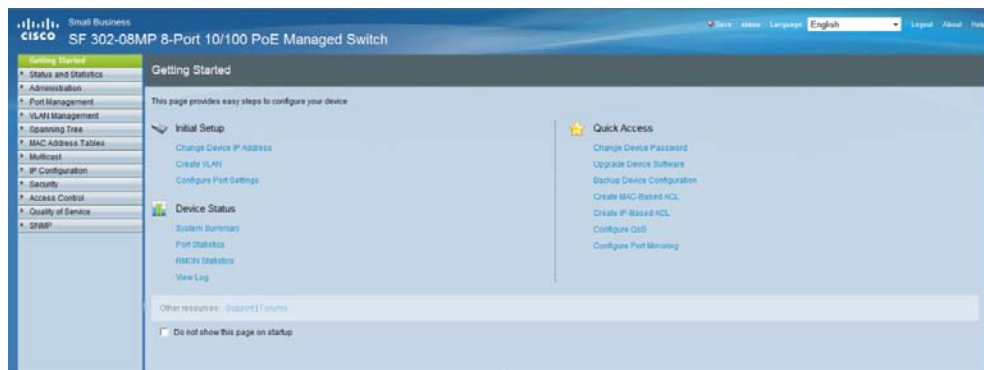 Small Business
CISCO SF 302-08MP 8-Port 10/100 PoE Managed Switch
Save cisco Language English Logout About Help
Getting Started
Status and Statistics
Administration
Port Management
VLAN Management
Spanning Tree
MAC Address Tables
Multicast
IP Configuration
Security
Access Control
Quality of Service
SNMP
Getting Started
This page provides easy steps to configure your device
Initial Setup
Change Device IP Address
Create VLAN
Configure Port Settings
Device Status
System Summary
Port Statistics
RMON Statistics
View Log
Quick Access
Change Device Password
Upgrade Device Software
Backup Device Configuration
Create MAC-Based ACL
Create IP-Based ACL
Configure QoS
Configure Port Mirroring
Other resources: Support | Forums
Do not show this page on startup